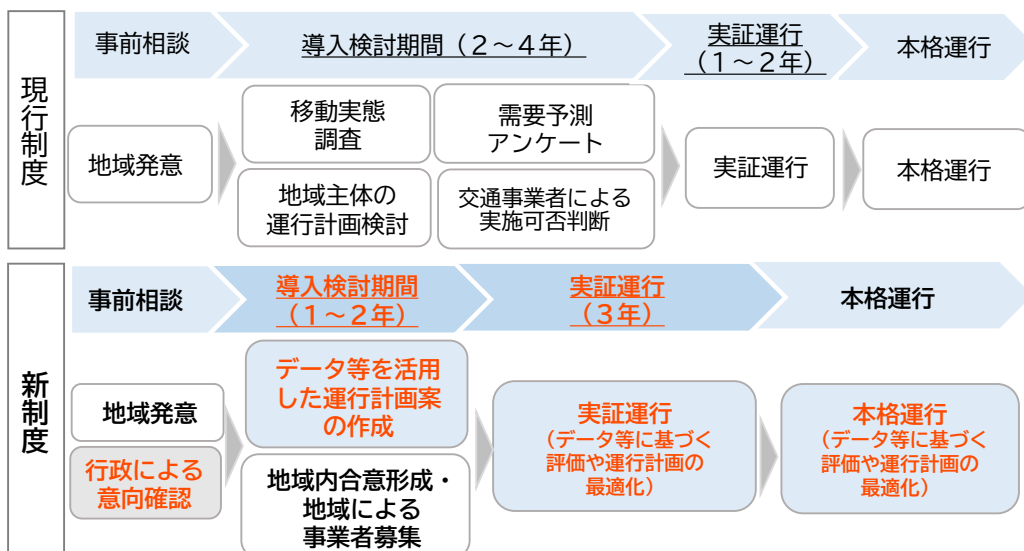 現行制度
事前相談
導入検討期間（２～４年）
実証運行
（１～２年）
本格運行
地域発意
移動実態
調査
需要予測
アンケート
地域主体の
運行計画検討
交通事業者による
実施可否判断
実証運行
本格運行
新制度
事前相談
導入検討期間
（１～２年）
実証運行
（３年）
本格運行
地域発意
行政による
意向確認
データ等を活用
した運行計画案
の作成
地域内合意形成・
地域による
事業者募集
実証運行
（データ等に基づく
評価や運行計画の
最適化）
本格運行
（データ等に基づく
評価や運行計画の
最適化）